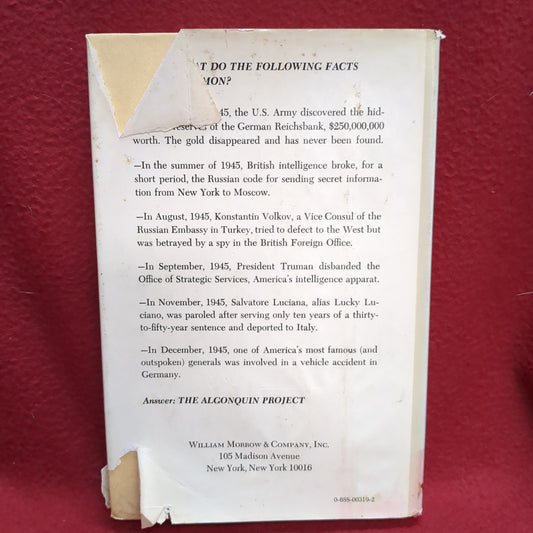 DO THE FOLLOWING FACTS
MON?
45, the U.S. Army discovered the hid-
of the German Reichsbank, $250,000,000
worth. The gold disappeared and has never been found.
—In the summer of 1945, British intelligence broke, for a
short period, the Russian code for sending secret informa-
tion from New York to Moscow.
—In August, 1945, Konstantin Volkov, a Vice Consul of the
Russian Embassy in Turkey, tried to defect to the West but
was betrayed by a spy in the British Foreign Office.
—In September, 1945, President Truman disbanded the
Office of Strategic Services, America's intelligence apparat.
—In November, 1945, Salvatore Luciana, alias Lucky Lu-
ciano, was paroled after serving only ten years of a thirty-
to-fifty-year sentence and deported to Italy.
—In December, 1945, one of America's most famous (and
outspoken) generals was involved in a vehicle accident in
Germany.
Answer: THE ALGONQUIN PROJECT
WILLIAM MORROW & COMPANY, INC.
105 Madison Avenue
New York, New York 10016
0-688-00319-2